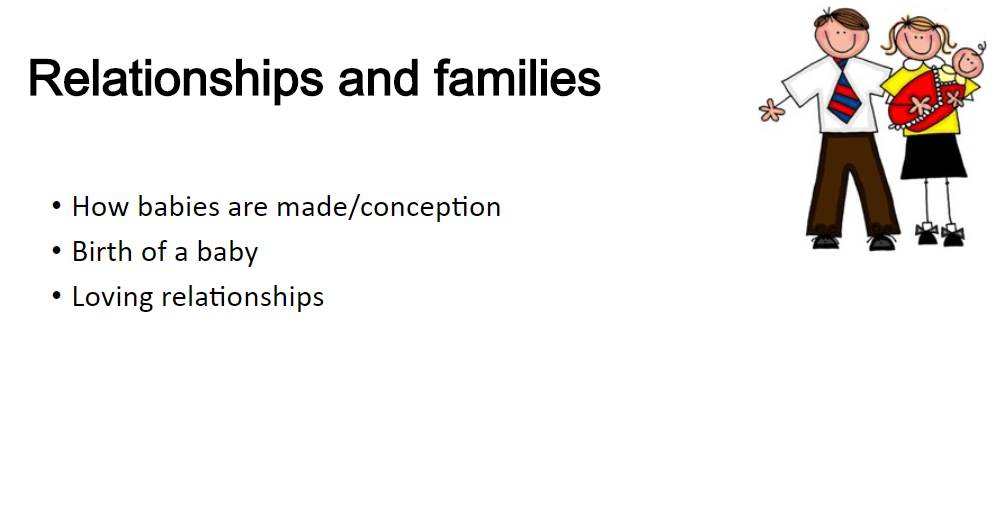 Relationships and families
• How babies are made/conception
• Birth of a baby
• Loving relationships